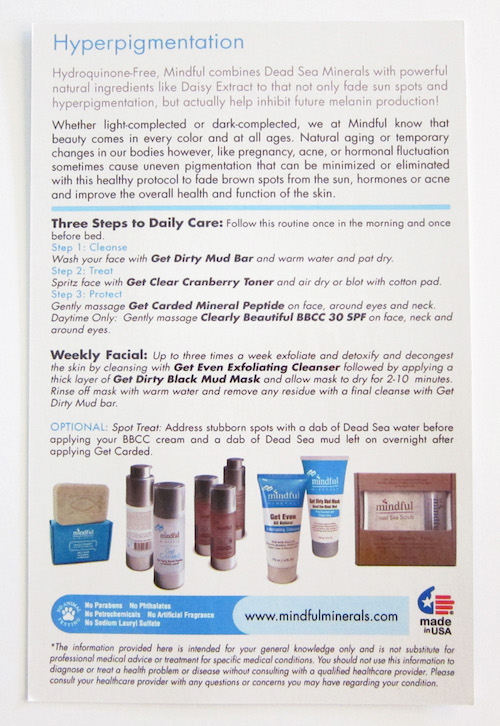 Hyperpigmentation
Hydroquinone-Free, Mindful combines Dead Sea Minerals with powerful
natural ingredients like Daisy Extract to that not only fade sun spots and
hyperpigmentation, but actually help inhibit future melanin production!
Whether light-complected or dark-complected, we at Mindful know that
beauty comes in every color and at all ages. Natural aging or temporary
changes in our bodies however, like pregnancy, acne, or hormonal fluctuation
sometimes cause uneven pigmentation that can be minimized or eliminated
with this healthy protocol to fade brown spots from the sun, hormones or acne
and improve the overall health and function of the skin.
Three Steps to Daily Care: Follow this routine once in the morning and once
before bed.
Step 1: Cleanse
Wash your face with Get Dirty Mud Bar and warm water and pat dry.
Step 2: Treat
Spritz face with Get Clear Cranberry Toner and air dry or blot with cotton pad.
Step 3: Protect
Gently massage Get Carded Mineral Peptide on face, around eyes and neck.
Daytime Only: Gently massage Clearly Beautiful BBCC 30 SPF on face, neck and
around eyes.
Weekly Facial: Up to three times a week exfoliate and detoxify and decongest
the skin by cleansing with Get Even Exfoliating Cleanser followed by applying a
thick layer of Get Dirty Black Mud Mask and allow mask to dry for 2-10 minutes.
Rinse off mask with warm water and remove any residue with a final cleanse with Get
Dirty Mud bar.
OPTIONAL: Spot Treat: Address stubborn spots with a dab of Dead Sea water before
applying your BBCC cream and a dab of Dead Sea mud left on overnight after
applying Get Carded.
mindful
mindful
mindful
MINERALS
Get Even
All Natural
Exfoliating Cleanser
mindful
MINERALS
Get Dirty Mud Mask
mindful
Dead Sea Scrub
NO ANIMAL TESTING
No Parabens No Phthalates
No Petrochemicals No Artificial Fragrance
No Sodium Lauryl Sulfate
www.mindfulminerals.com
made
in USA
*The information provided here is intended for your general knowledge only and is not substitute for
professional medical advice or treatment for specific medical conditions. You should not use this information to
diagnose or treat a health problem or disease without consulting with a qualified healthcare provider. Please
consult your healthcare provider with any questions or concerns you may have regarding your condition.